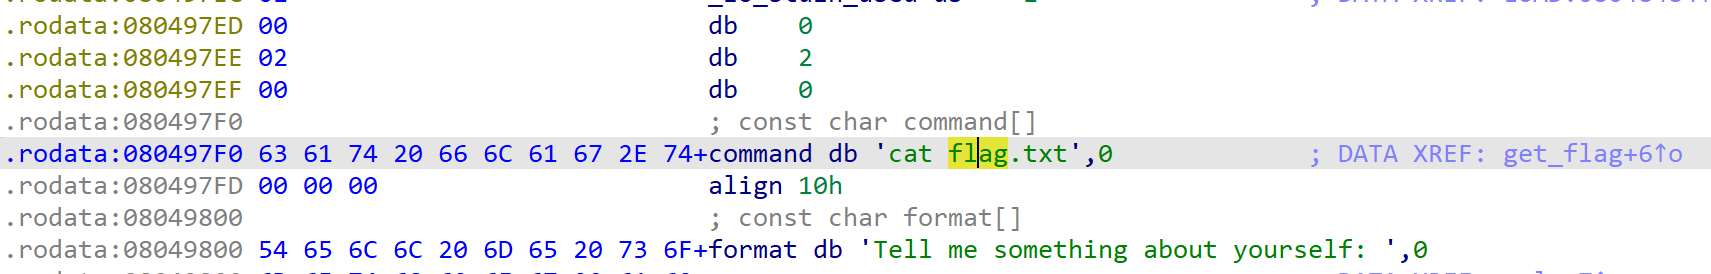 .rodata:080497ED 00 db 0
.rodata:080497EE 02 db 2
.rodata:080497EF 00 db 0
.rodata:080497F0 ; const char command[]
.rodata:080497F0 63 61 74 20 66 6C 61 67 2E 74+command db 'cat flag.txt',0 ; DATA XREF: get_flag+6↑o
.rodata:080497FD 00 00 00 align 10h
.rodata:08049800 ; const char format[]
.rodata:08049800 54 65 6C 6C 20 6D 65 20 73 6F+format db 'Tell me something about yourself: ',0